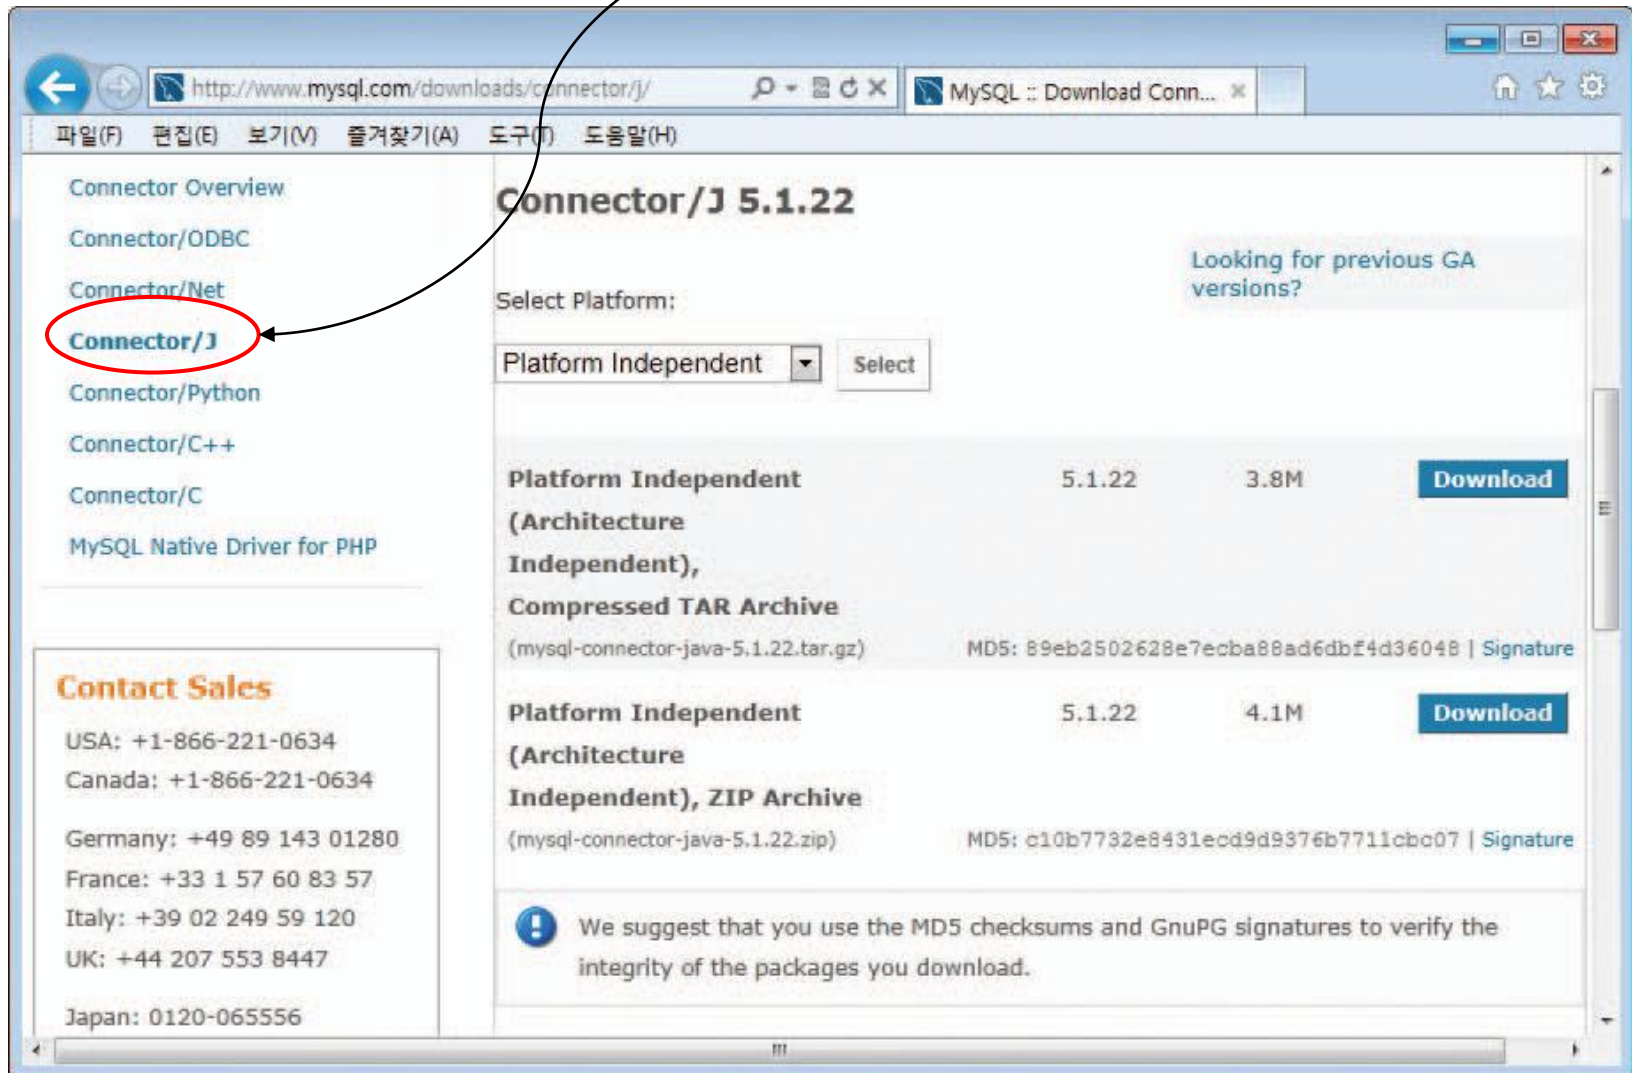 http://www.mysql.com/downloads/connector/j/
MySQL :: Download Conn...
파일(F) 편집(E) 보기(V) 즐겨찾기(A) 도구(T) 도움말(H)
Connector Overview
Connector/ODBC
Connector/Net
Connector/J
Connector/Python
Connector/C++
Connector/C
MySQL Native Driver for PHP
Contact Sales
USA: +1-866-221-0634
Canada: +1-866-221-0634
Germany: +49 89 143 01280
France: +33 1 57 60 83 57
Italy: +39 02 249 59 120
UK: +44 207 553 8447
Japan: 0120-065556
Connector/J 5.1.22
Looking for previous GA
versions?
Select Platform:
Platform Independent Select
Platform Independent 5.1.22 3.8M Download
(Architecture
Independent),
Compressed TAR Archive
(mysql-connector-java-5.1.22.tar.gz) MD5: 89eb2502628e7ecba88ad6dbf4d36048 | Signature
Platform Independent 5.1.22 4.1M Download
(Architecture
Independent), ZIP Archive
(mysql-connector-java-5.1.22.zip) MD5: c10b7732e8431ecd9d9376b7711cbc07 | Signature
We suggest that you use the MD5 checksums and GnuPG signatures to verify the
integrity of the packages you download.